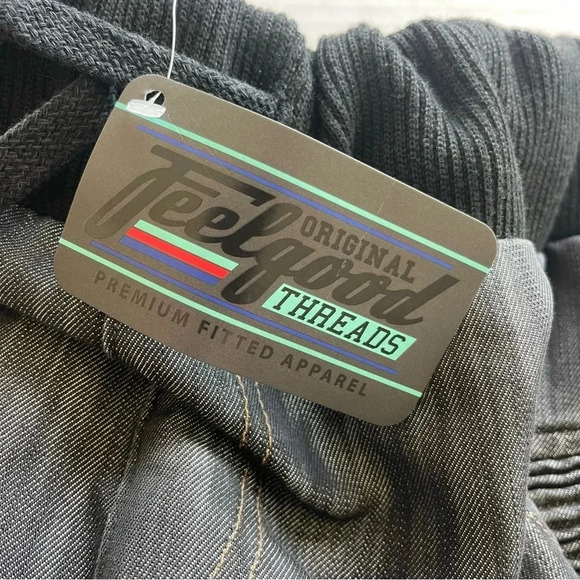 ORIGINAL
Feelgood
THREADS
PREMIUM FITTED APPAREL